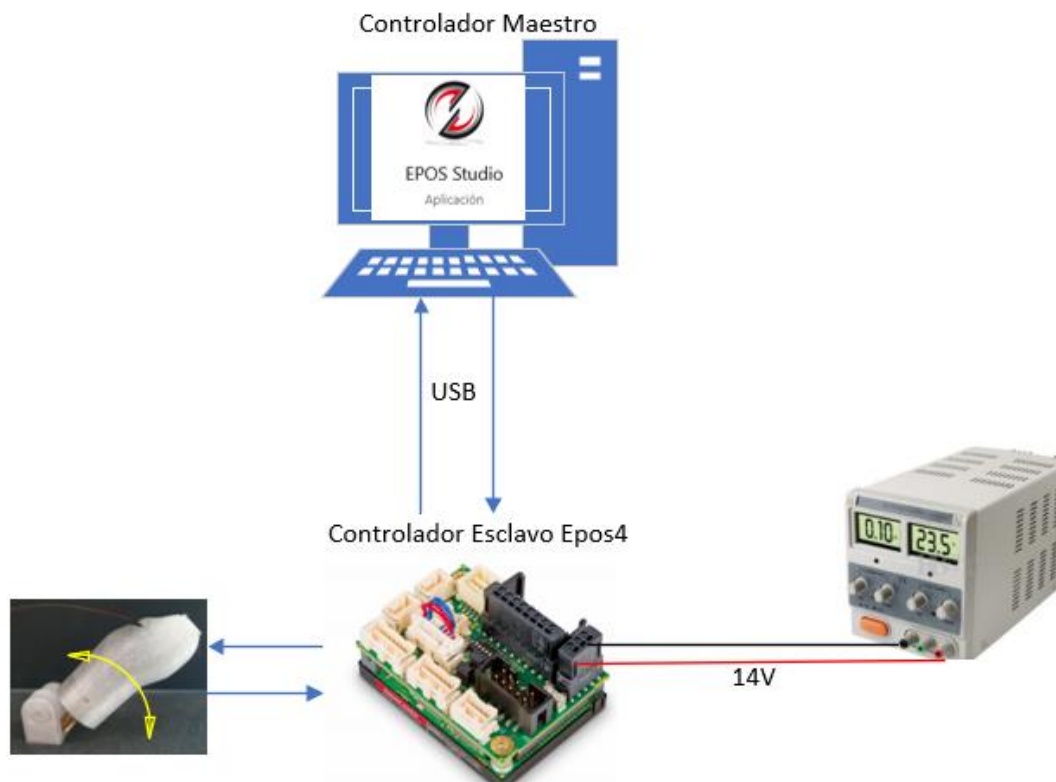 Controlador Maestro
EPOS Studio
Aplicación
USB
Controlador Esclavo Epos4
0.10
23.5
14V